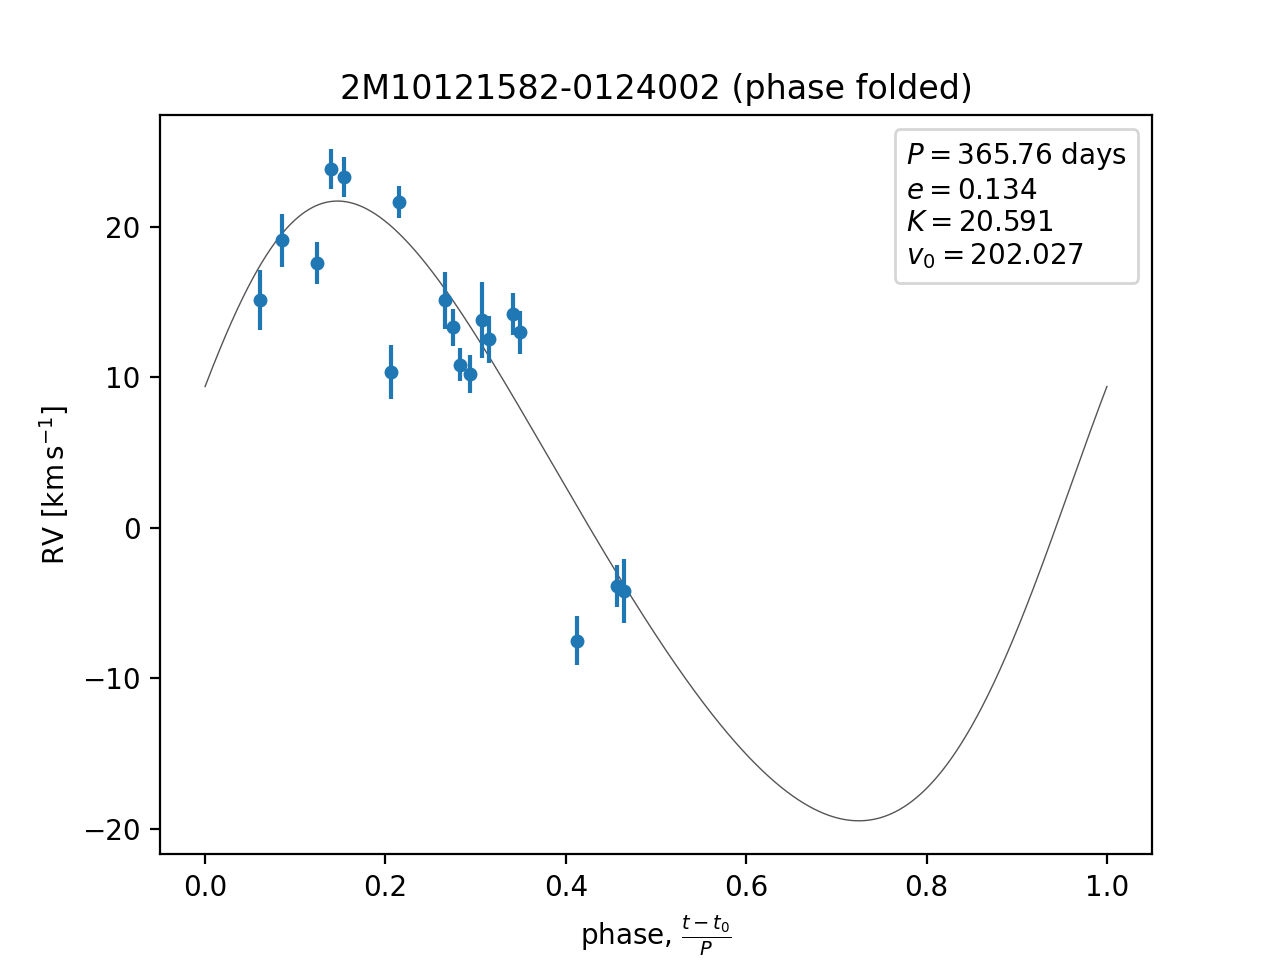 2M10121582-0124002 (phase folded)
P = 365.76 days
e = 0.134
K = 20.591
v₀ = 202.027
RV [km s⁻¹]
20
10
0
−10
−20
0.0 0.2 0.4 0.6 0.8 1.0
phase, (t − t₀)/P